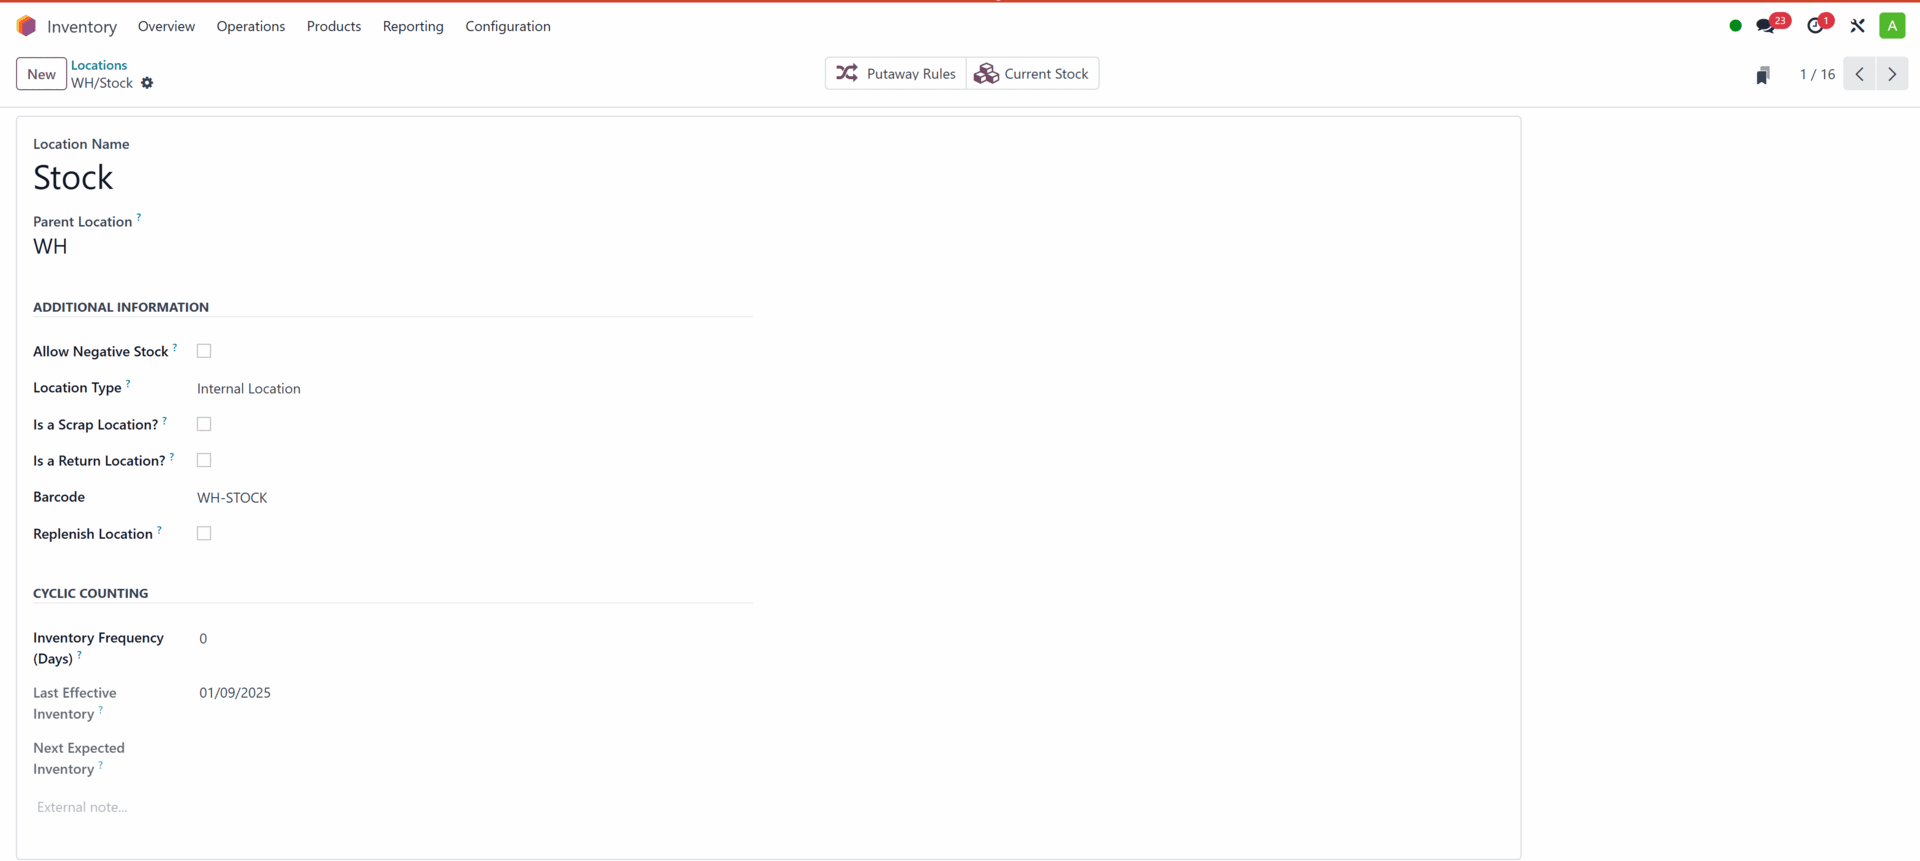 Inventory
Overview
Operations
Products
Reporting
Configuration
23
1
A
New
Locations
WH/Stock
Putaway Rules
Current Stock
1 / 16
Location Name
Stock
Parent Location ?
WH
ADDITIONAL INFORMATION
Allow Negative Stock ?
Location Type ?
Internal Location
Is a Scrap Location? ?
Is a Return Location? ?
Barcode
WH-STOCK
Replenish Location ?
CYCLIC COUNTING
Inventory Frequency
(Days) ?
0
Last Effective
Inventory ?
01/09/2025
Next Expected
Inventory ?
External note...